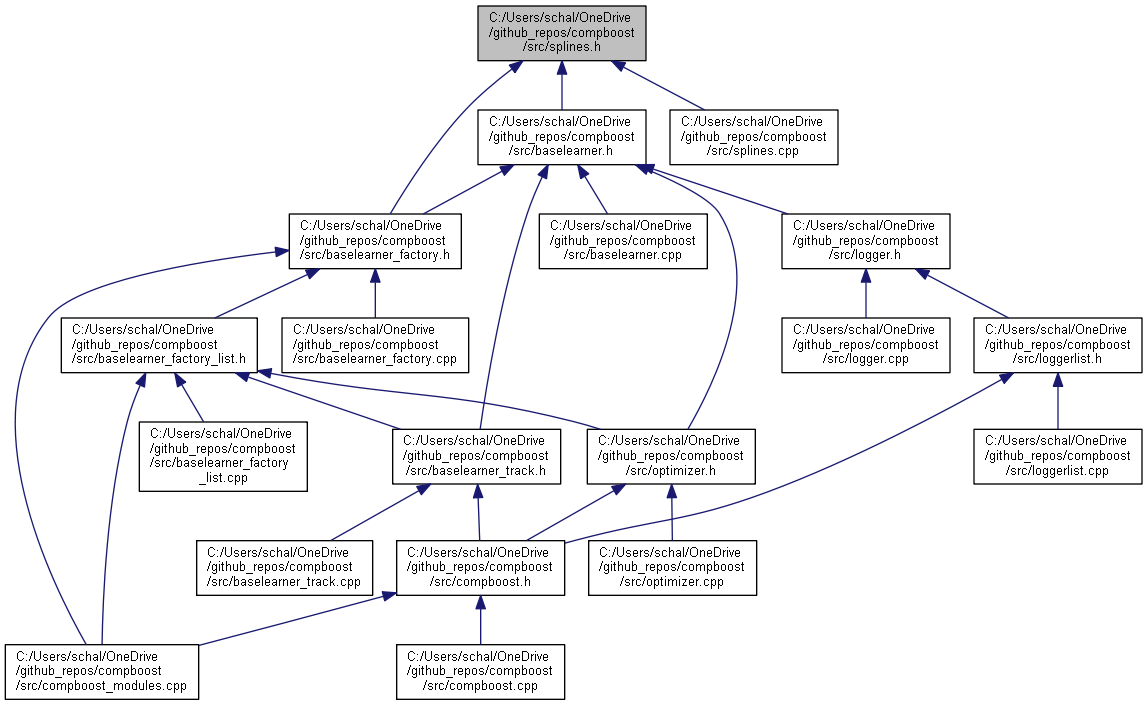 C:/Users/schal/OneDrive
/github_repos/compboost
/src/splines.h
C:/Users/schal/OneDrive
/github_repos/compboost
/src/baselearner.h
C:/Users/schal/OneDrive
/github_repos/compboost
/src/splines.cpp
C:/Users/schal/OneDrive
/github_repos/compboost
/src/baselearner_factory.h
C:/Users/schal/OneDrive
/github_repos/compboost
/src/baselearner.cpp
C:/Users/schal/OneDrive
/github_repos/compboost
/src/logger.h
C:/Users/schal/OneDrive
/github_repos/compboost
/src/baselearner_factory_list.h
C:/Users/schal/OneDrive
/github_repos/compboost
/src/baselearner_factory.cpp
C:/Users/schal/OneDrive
/github_repos/compboost
/src/logger.cpp
C:/Users/schal/OneDrive
/github_repos/compboost
/src/loggerlist.h
C:/Users/schal/OneDrive
/github_repos/compboost
/src/baselearner_factory
_list.cpp
C:/Users/schal/OneDrive
/github_repos/compboost
/src/baselearner_track.h
C:/Users/schal/OneDrive
/github_repos/compboost
/src/optimizer.h
C:/Users/schal/OneDrive
/github_repos/compboost
/src/loggerlist.cpp
C:/Users/schal/OneDrive
/github_repos/compboost
/src/baselearner_track.cpp
C:/Users/schal/OneDrive
/github_repos/compboost
/src/compboost.h
C:/Users/schal/OneDrive
/github_repos/compboost
/src/optimizer.cpp
C:/Users/schal/OneDrive
/github_repos/compboost
/src/compboost_modules.cpp
C:/Users/schal/OneDrive
/github_repos/compboost
/src/compboost.cpp